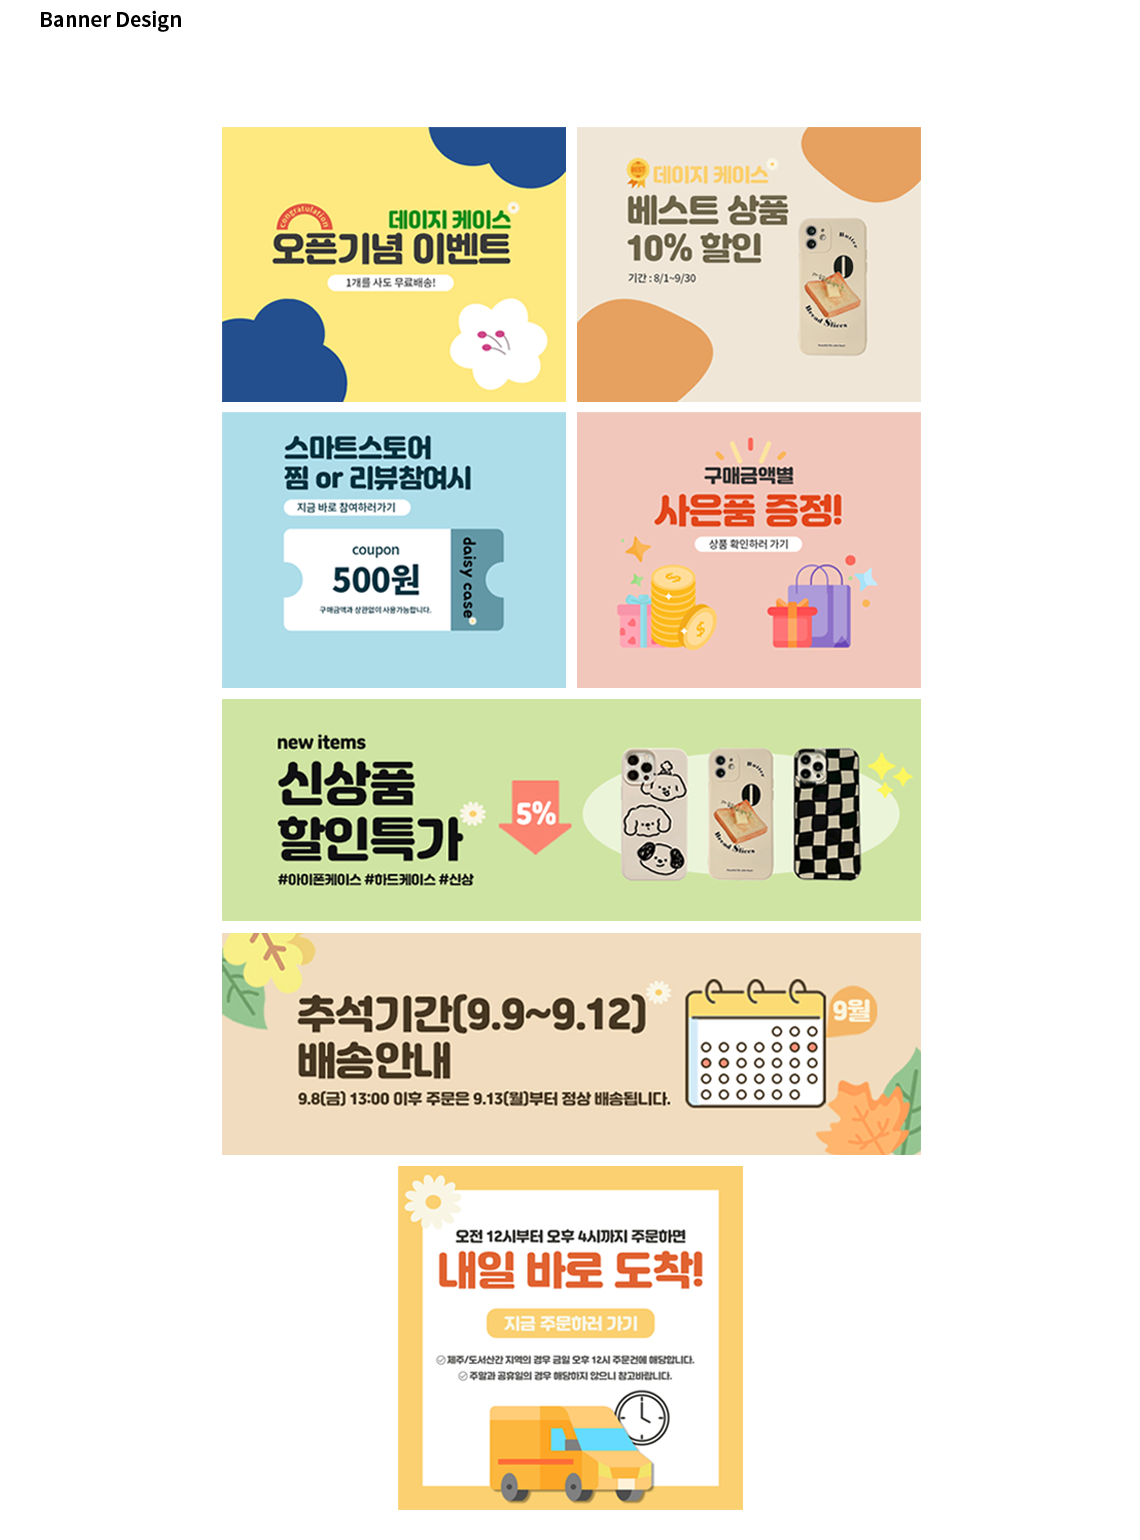 Banner Design
congratulation
데이지 케이스
오픈기념 이벤트
1개를 사도 무료배송!
BEST
데이지 케이스
베스트 상품
10% 할인
기간 : 8/1~9/30
Butter
Bread Slices
스마트스토어
찜 or 리뷰참여시
지금 바로 참여하러가기
coupon
500원
구매금액과 상관없이 사용가능합니다.
daisy case
구매금액별
사은품 증정!
상품 확인하러 가기
new items
신상품
할인특가
#아이폰케이스 #하드케이스 #신상
5%
Butter
Bread Slices
추석기간(9.9~9.12)
배송안내
9.8(금) 13:00 이후 주문은 9.13(월)부터 정상 배송됩니다.
9월
오전 12시부터 오후 4시까지 주문하면
내일 바로 도착!
지금 주문하러 가기
제주/도서산간 지역의 경우 금일 오후 12시 주문건에 해당합니다.
주말과 공휴일의 경우 해당하지 않으니 참고바랍니다.